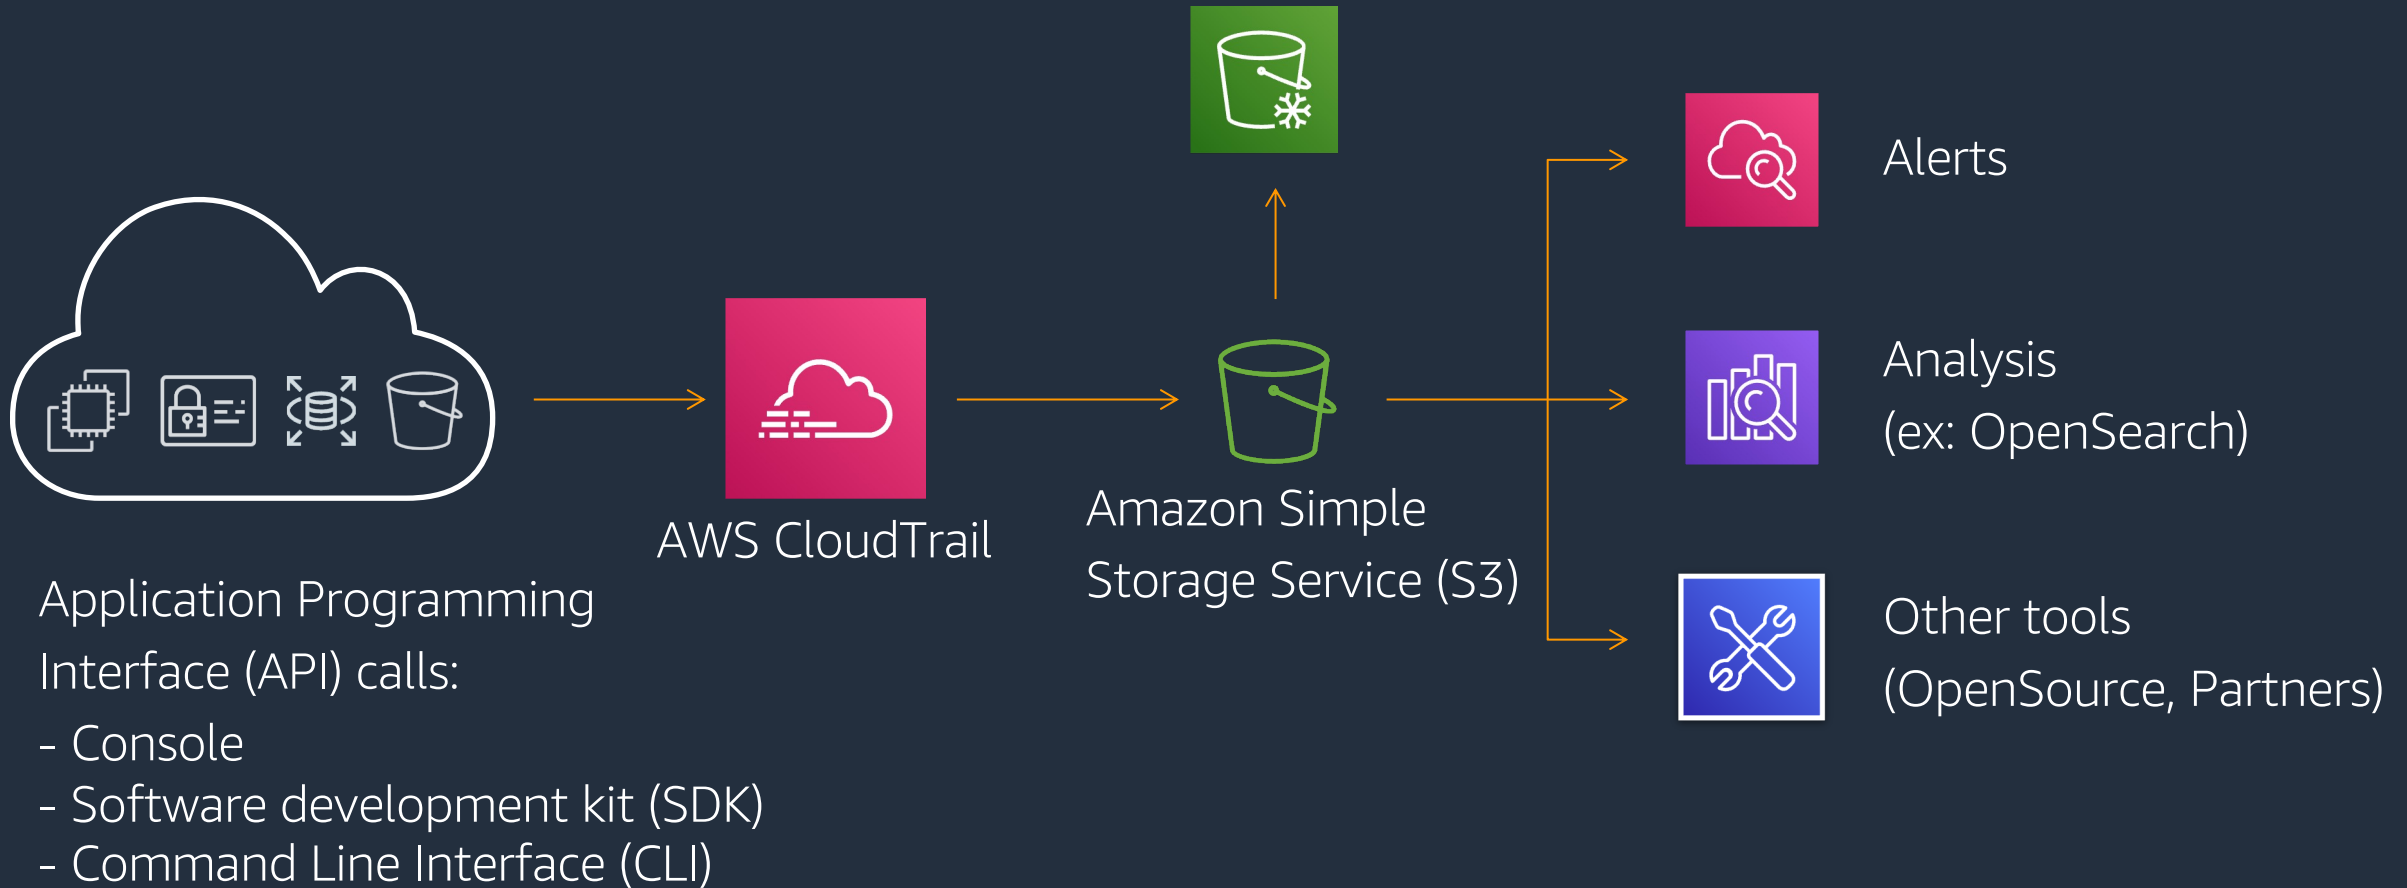 Application Programming
Interface (API) calls:
- Console
- Software development kit (SDK)
- Command Line Interface (CLI)
AWS CloudTrail
Amazon Simple
Storage Service (S3)
Alerts
Analysis
(ex: OpenSearch)
Other tools
(OpenSource, Partners)